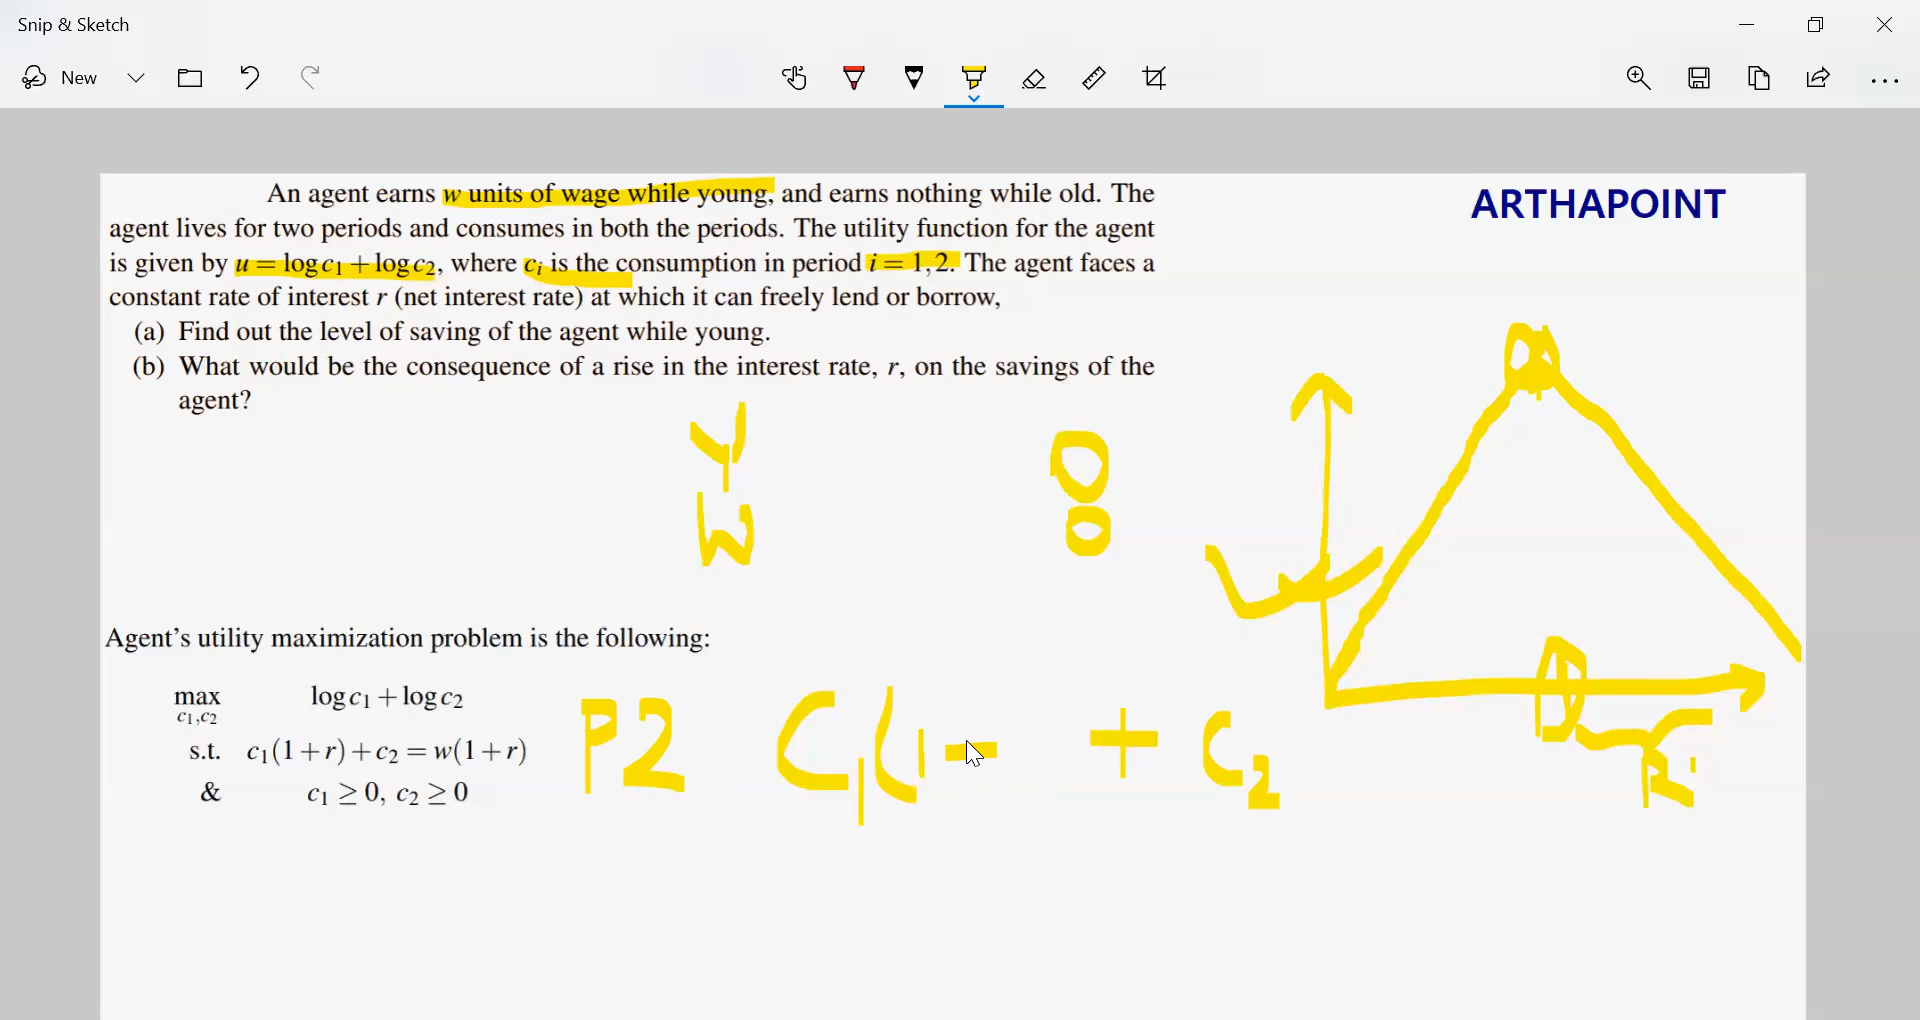 Snip & Sketch
New
An agent earns w units of wage while young, and earns nothing while old. The
agent lives for two periods and consumes in both the periods. The utility function for the agent
is given by u = log c₁ + log c₂, where cᵢ is the consumption in period i = 1, 2. The agent faces a
constant rate of interest r (net interest rate) at which it can freely lend or borrow,
(a) Find out the level of saving of the agent while young.
(b) What would be the consequence of a rise in the interest rate, r, on the savings of the
agent?
ARTHAPOINT
Y O
W 0
Agent's utility maximization problem is the following:
max log c₁ + log c₂
c₁,c₂
s.t. c₁(1+r) + c₂ = w(1+r)
& c₁ ≥ 0, c₂ ≥ 0
P2 C₁(1- + C₂